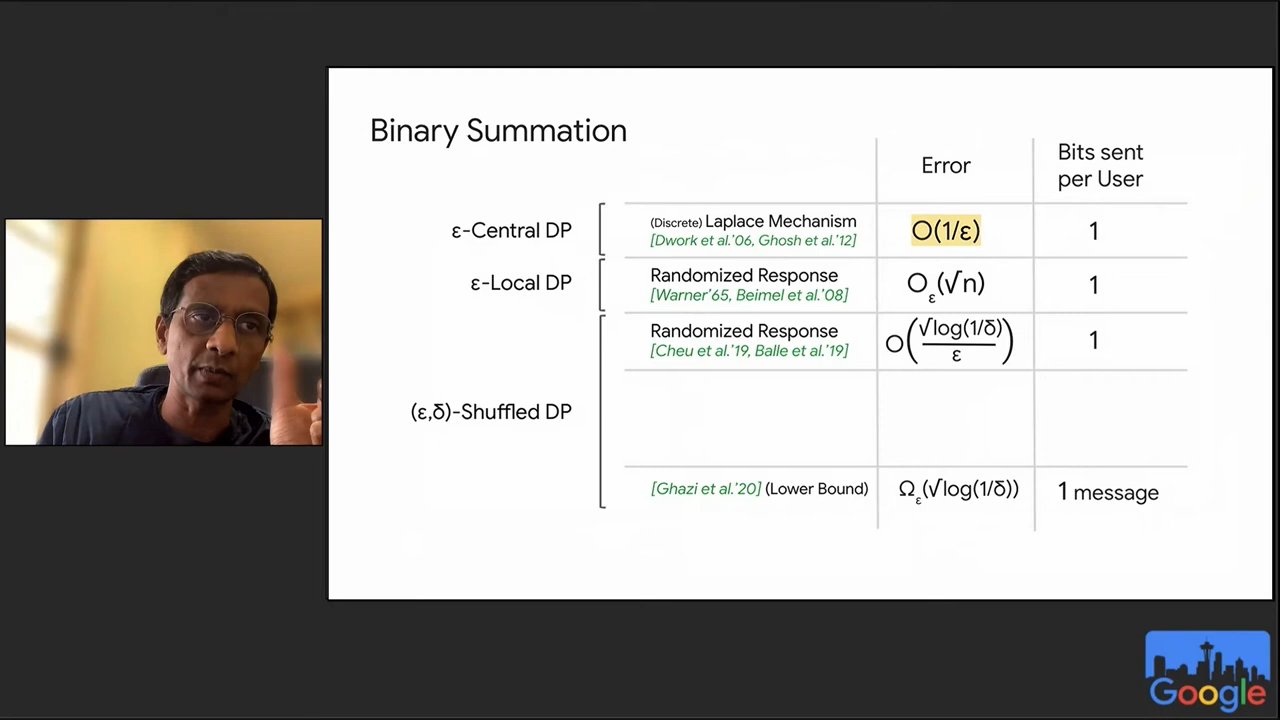 Binary Summation
Error
Bits sent
per User
ε-Central DP
(Discrete) Laplace Mechanism
[Dwork et al.'06, Ghosh et al.'12]
O(1/ε)
1
ε-Local DP
Randomized Response
[Warner'65, Beimel et al.'08]
Oε(√n)
1
(ε,δ)-Shuffled DP
Randomized Response
[Cheu et al.'19, Balle et al.'19]
O(√log(1/δ)/ε)
1
[Ghazi et al.'20] (Lower Bound)
Ωε(√log(1/δ))
1 message
Google